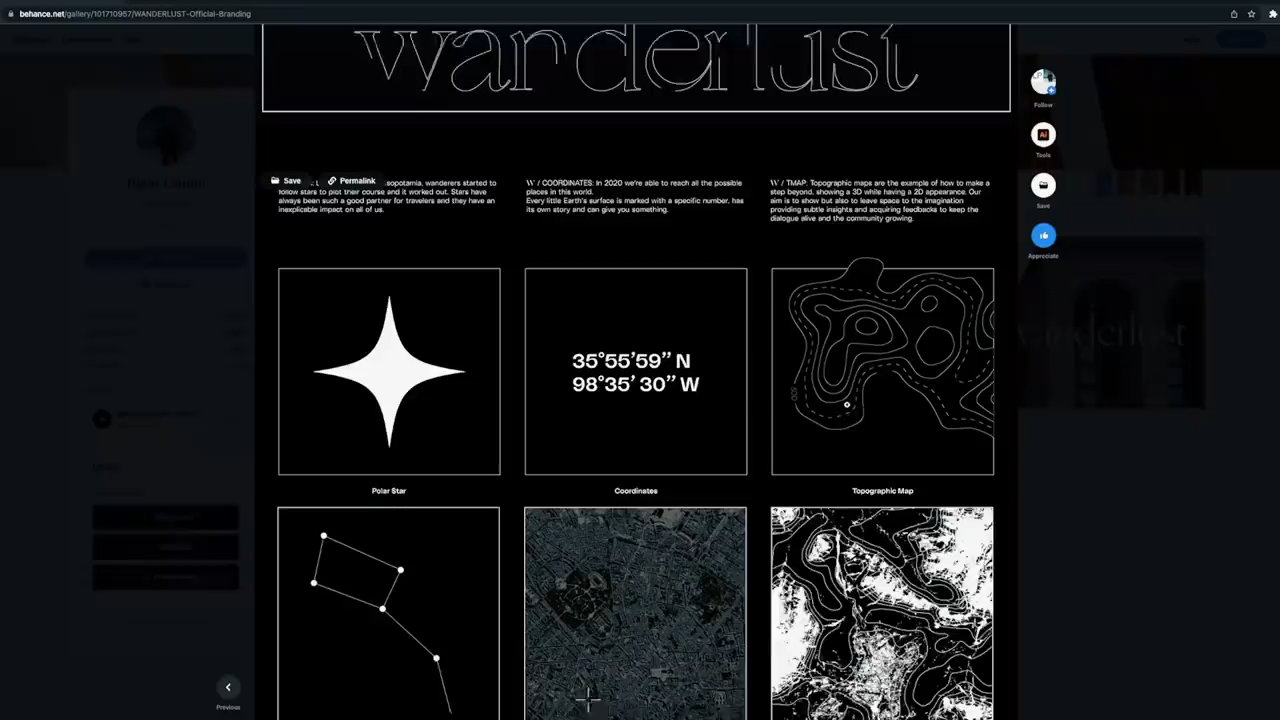 behance.net/gallery/101710957/WANDERLUST-Official-Branding
wanderlust
Follow
Tools
Save
Appreciate
Save
Permalink
sopotamia, wanderers started to
follow stars to plot their course and it worked out. Stars have
always been such a good partner for travelers and they have an
inexplicable impact on all of us.
W / COORDINATES: In 2020 we're able to reach all the possible
places in this world.
Every little Earth's surface is marked with a specific number, has
its own story and can give you something.
W / TMAP: Topographic maps are the example of how to make a
step beyond, showing a 3D while having a 2D appearance. Our
aim is to show but also to leave space to the imagination
providing subtle insights and acquiring feedbacks to keep the
dialogue alive and the community growing.
35°55'59" N
98°35' 30" W
500
Polar Star
Coordinates
Topographic Map
wanderlust
Previous